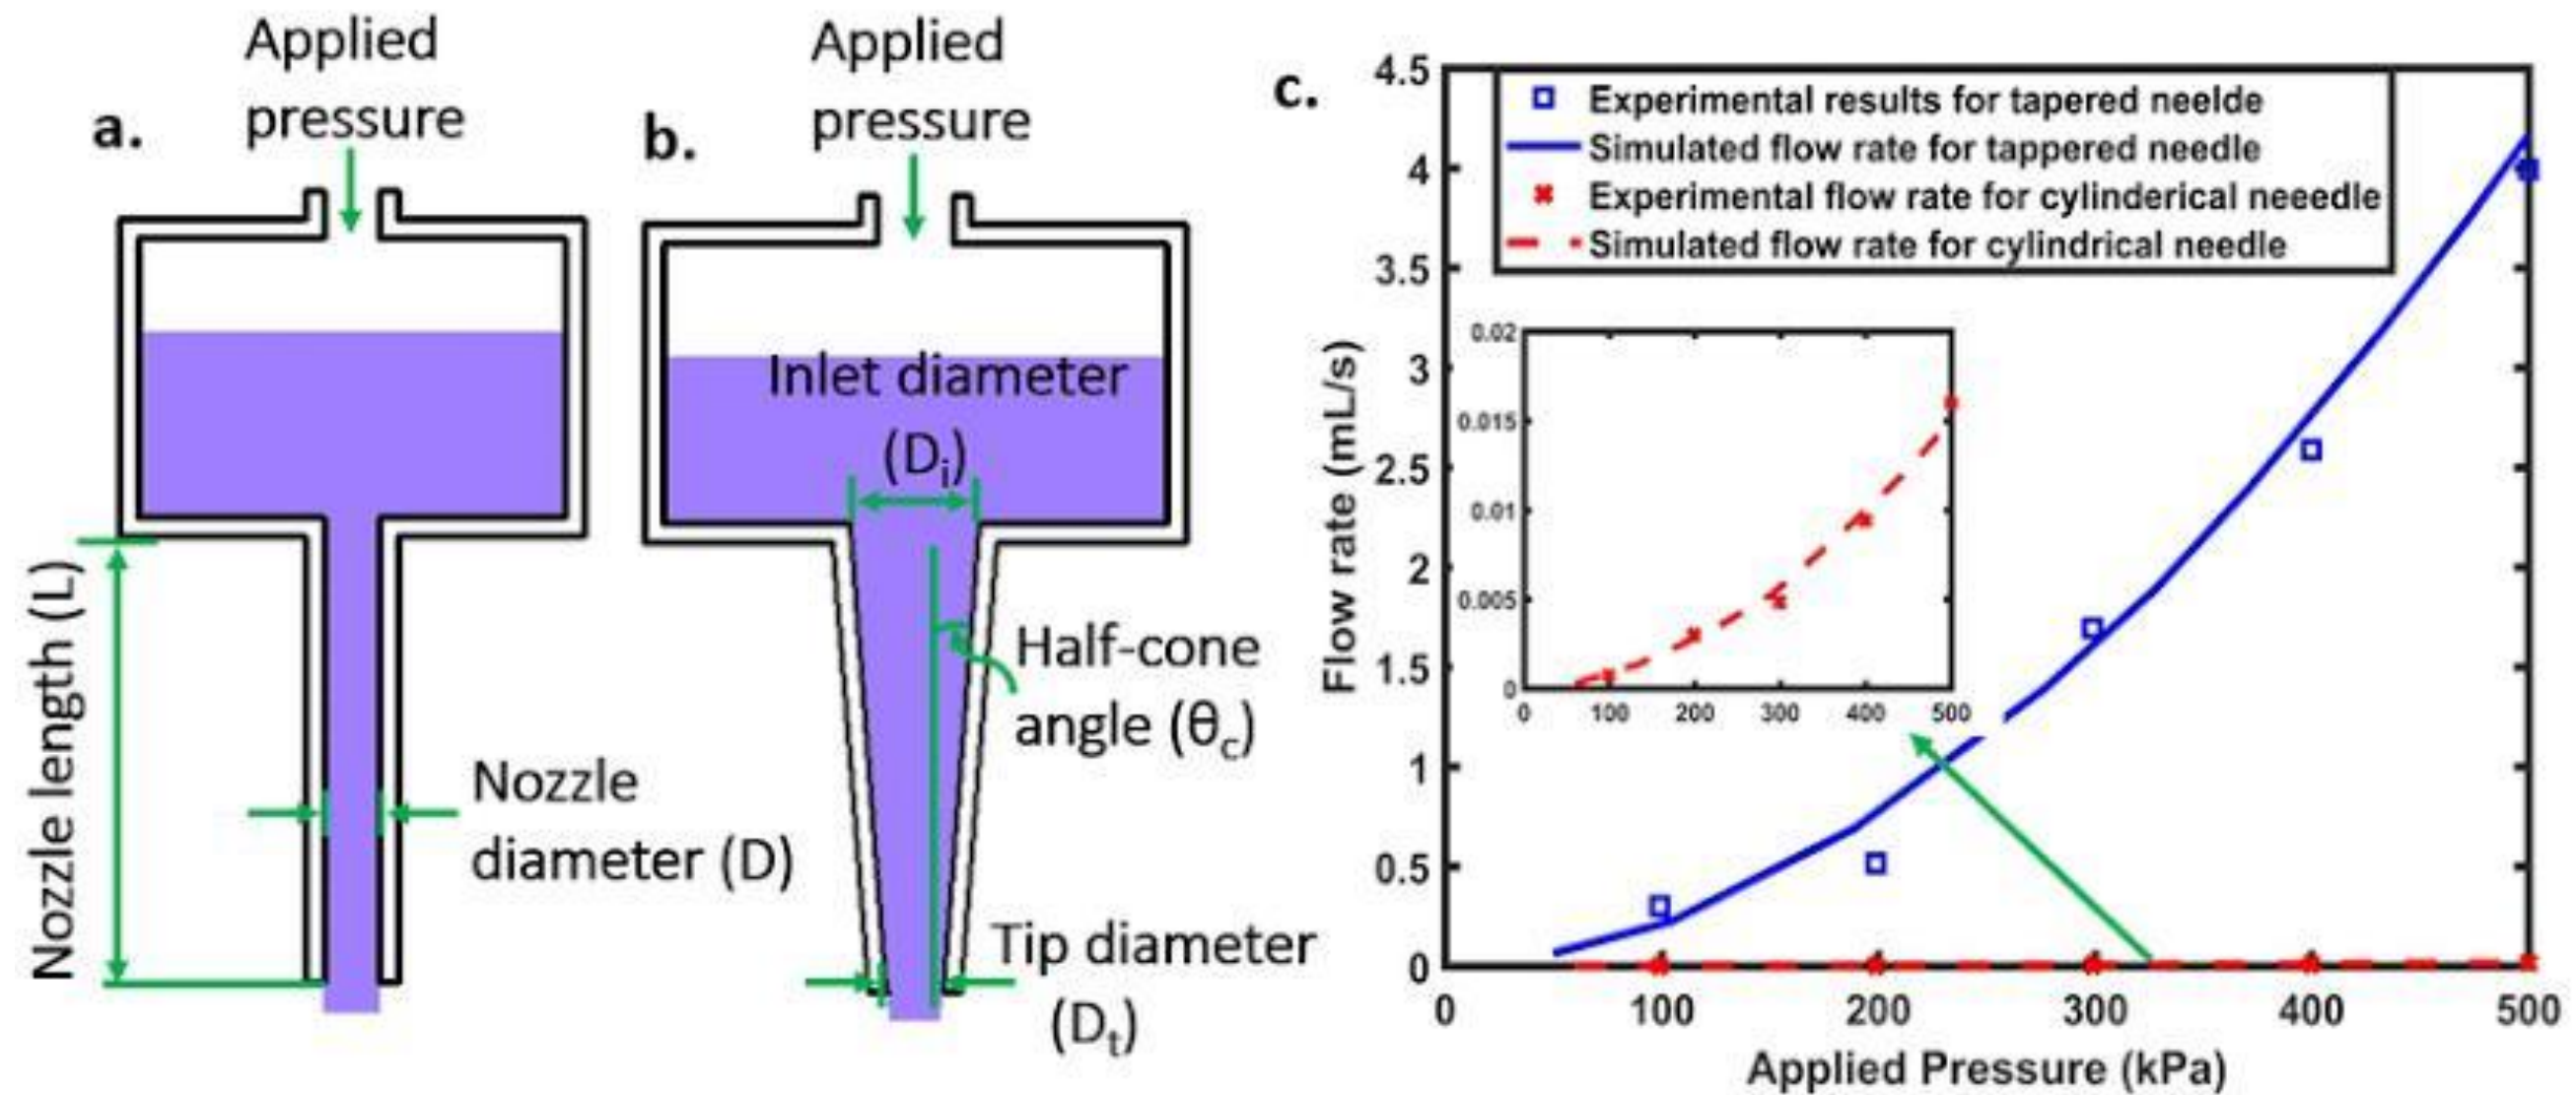 a.
Applied
pressure
Nozzle length (L)
Nozzle
diameter (D)
b.
Applied
pressure
Inlet diameter
(Di)
Half-cone
angle (θc)
Tip diameter
(Dt)
c.
Experimental results for tapered neelde
Simulated flow rate for tappered needle
Experimental flow rate for cylinderical neeedle
Simulated flow rate for cylindrical needle
Flow rate (mL/s)
4.5
4
3.5
3
2.5
2
1.5
1
0.5
0
0.02
0.015
0.01
0.005
0
0 100 200 300 400 500
0 100 200 300 400 500
Applied Pressure (kPa)